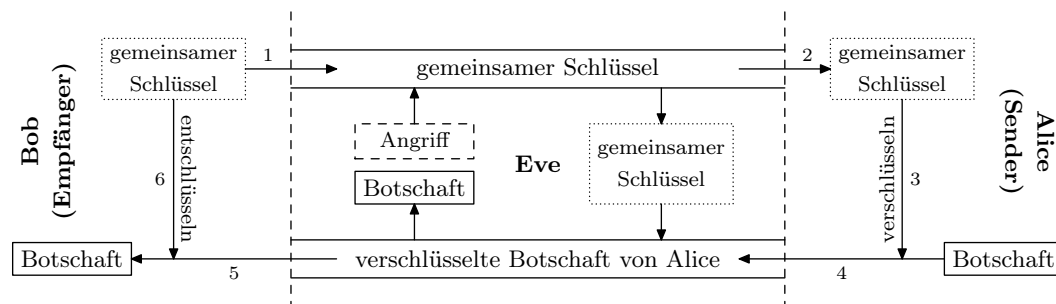 gemeinsamer
Schlüssel
1
gemeinsamer Schlüssel
2
gemeinsamer
Schlüssel
Bob
(Empfänger)
6
entschlüsseln
Angriff
Botschaft
Eve
gemeinsamer
Schlüssel
verschlüsseln
3
Alice
(Sender)
Botschaft
5
verschlüsselte Botschaft von Alice
4
Botschaft